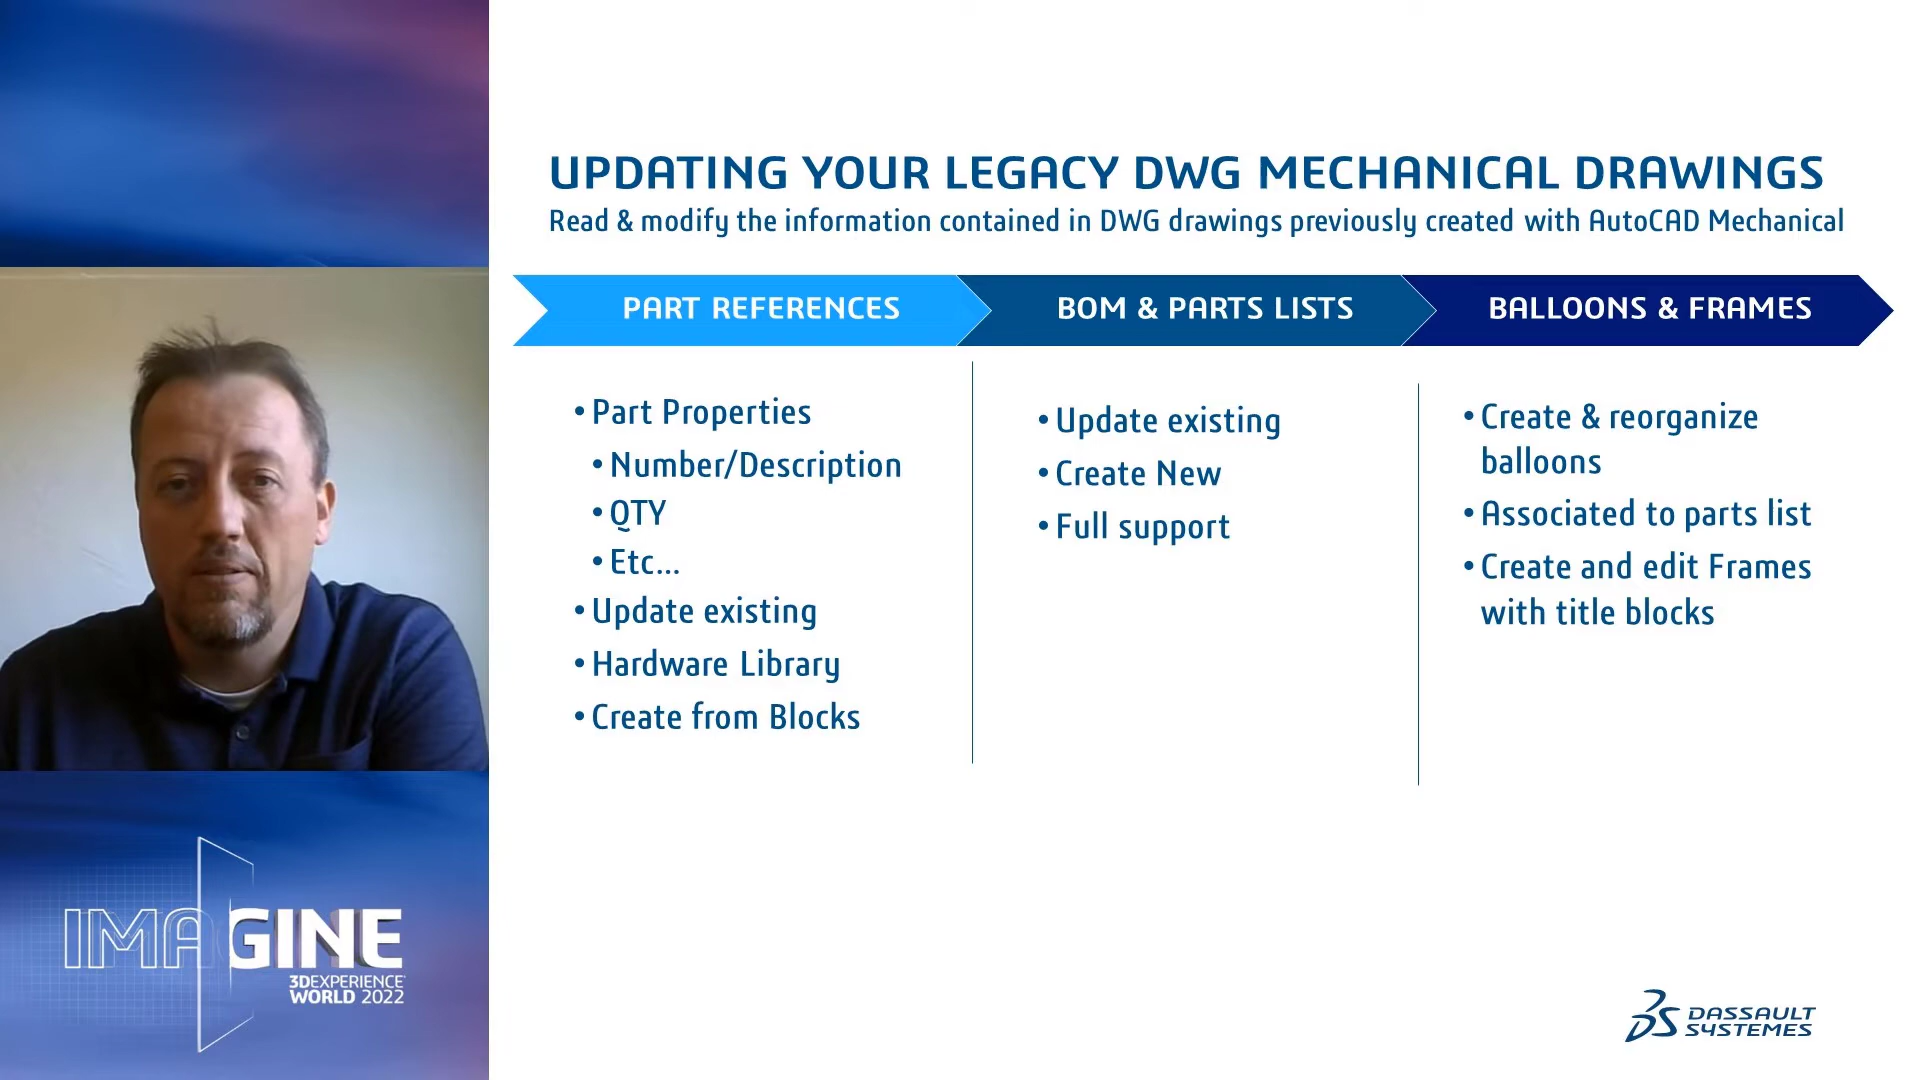 UPDATING YOUR LEGACY DWG MECHANICAL DRAWINGS
Read & modify the information contained in DWG drawings previously created with AutoCAD Mechanical
PART REFERENCES
BOM & PARTS LISTS
BALLOONS & FRAMES
• Part Properties
• Number/Description
• QTY
• Etc...
• Update existing
• Hardware Library
• Create from Blocks
• Update existing
• Create New
• Full support
• Create & reorganize
balloons
• Associated to parts list
• Create and edit Frames
with title blocks
IMAGINE
3DEXPERIENCE
WORLD 2022
DASSAULT
SYSTEMES